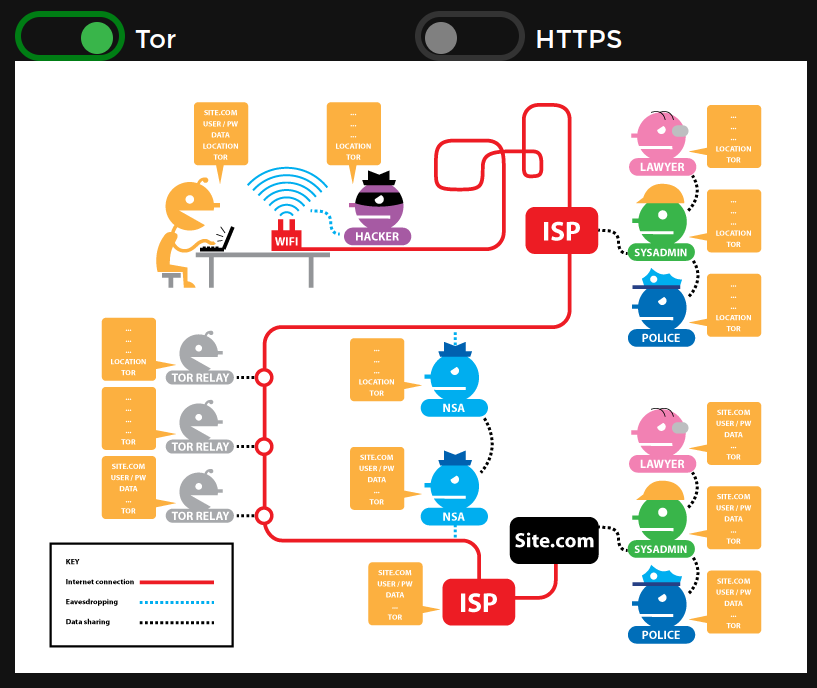 Tor
HTTPS
SITE.COM
USER / PW
DATA
LOCATION
TOR
...
...
...
LOCATION
TOR
WIFI
HACKER
ISP
...
...
...
LOCATION
TOR
LAWYER
...
...
...
LOCATION
TOR
SYSADMIN
...
...
...
LOCATION
TOR
POLICE
...
...
...
LOCATION
TOR
TOR RELAY
...
...
...
...
TOR
TOR RELAY
SITE.COM
USER / PW
DATA
...
TOR
TOR RELAY
...
...
...
LOCATION
TOR
NSA
SITE.COM
USER / PW
DATA
...
TOR
NSA
SITE.COM
USER / PW
DATA
...
TOR
ISP
Site.com
SITE.COM
USER / PW
DATA
...
TOR
LAWYER
SITE.COM
USER / PW
DATA
...
TOR
SYSADMIN
SITE.COM
USER / PW
DATA
...
TOR
POLICE
KEY
Internet connection
Eavesdropping
Data sharing